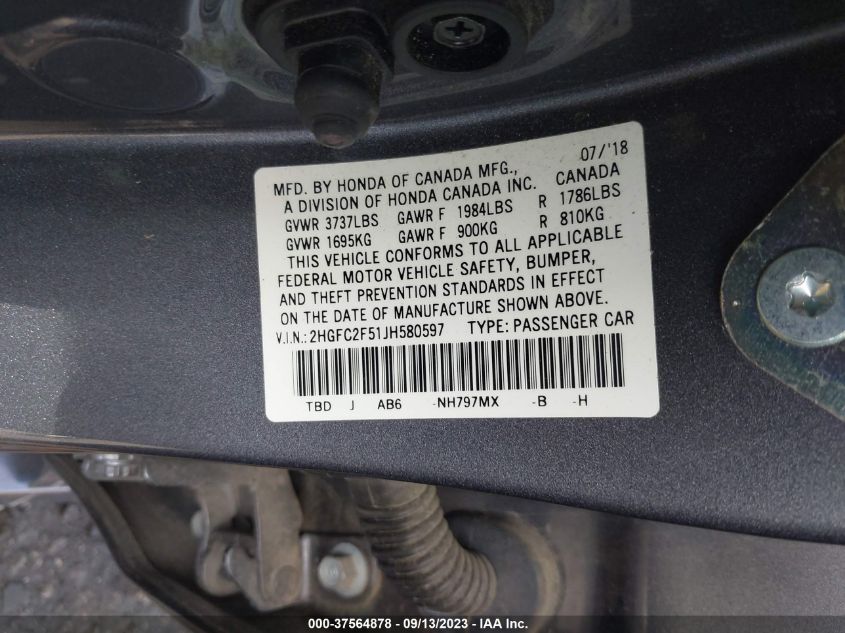 MFD. BY HONDA OF CANADA MFG., 07/'18
A DIVISION OF HONDA CANADA INC. CANADA
GVWR 3737LBS GAWR F 1984LBS R 1786LBS
GVWR 1695KG GAWR F 900KG R 810KG
THIS VEHICLE CONFORMS TO ALL APPLICABLE
FEDERAL MOTOR VEHICLE SAFETY, BUMPER,
AND THEFT PREVENTION STANDARDS IN EFFECT
ON THE DATE OF MANUFACTURE SHOWN ABOVE.
V.I.N.:2HGFC2F51JH580597 TYPE: PASSENGER CAR
TBD J AB6 -NH797MX -B -H
000-37564878 - 09/13/2023 - IAA Inc.